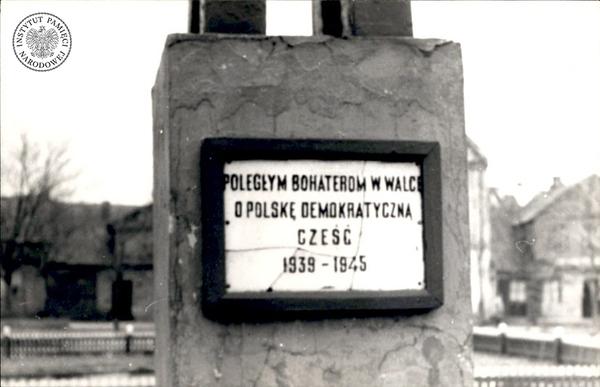 INSTYTUT PAMIĘCI NARODOWEJ
POLEGŁYM BOHATEROM W WALCE
O POLSKĘ DEMOKRATYCZNĄ
CZEŚĆ
1939 - 1945